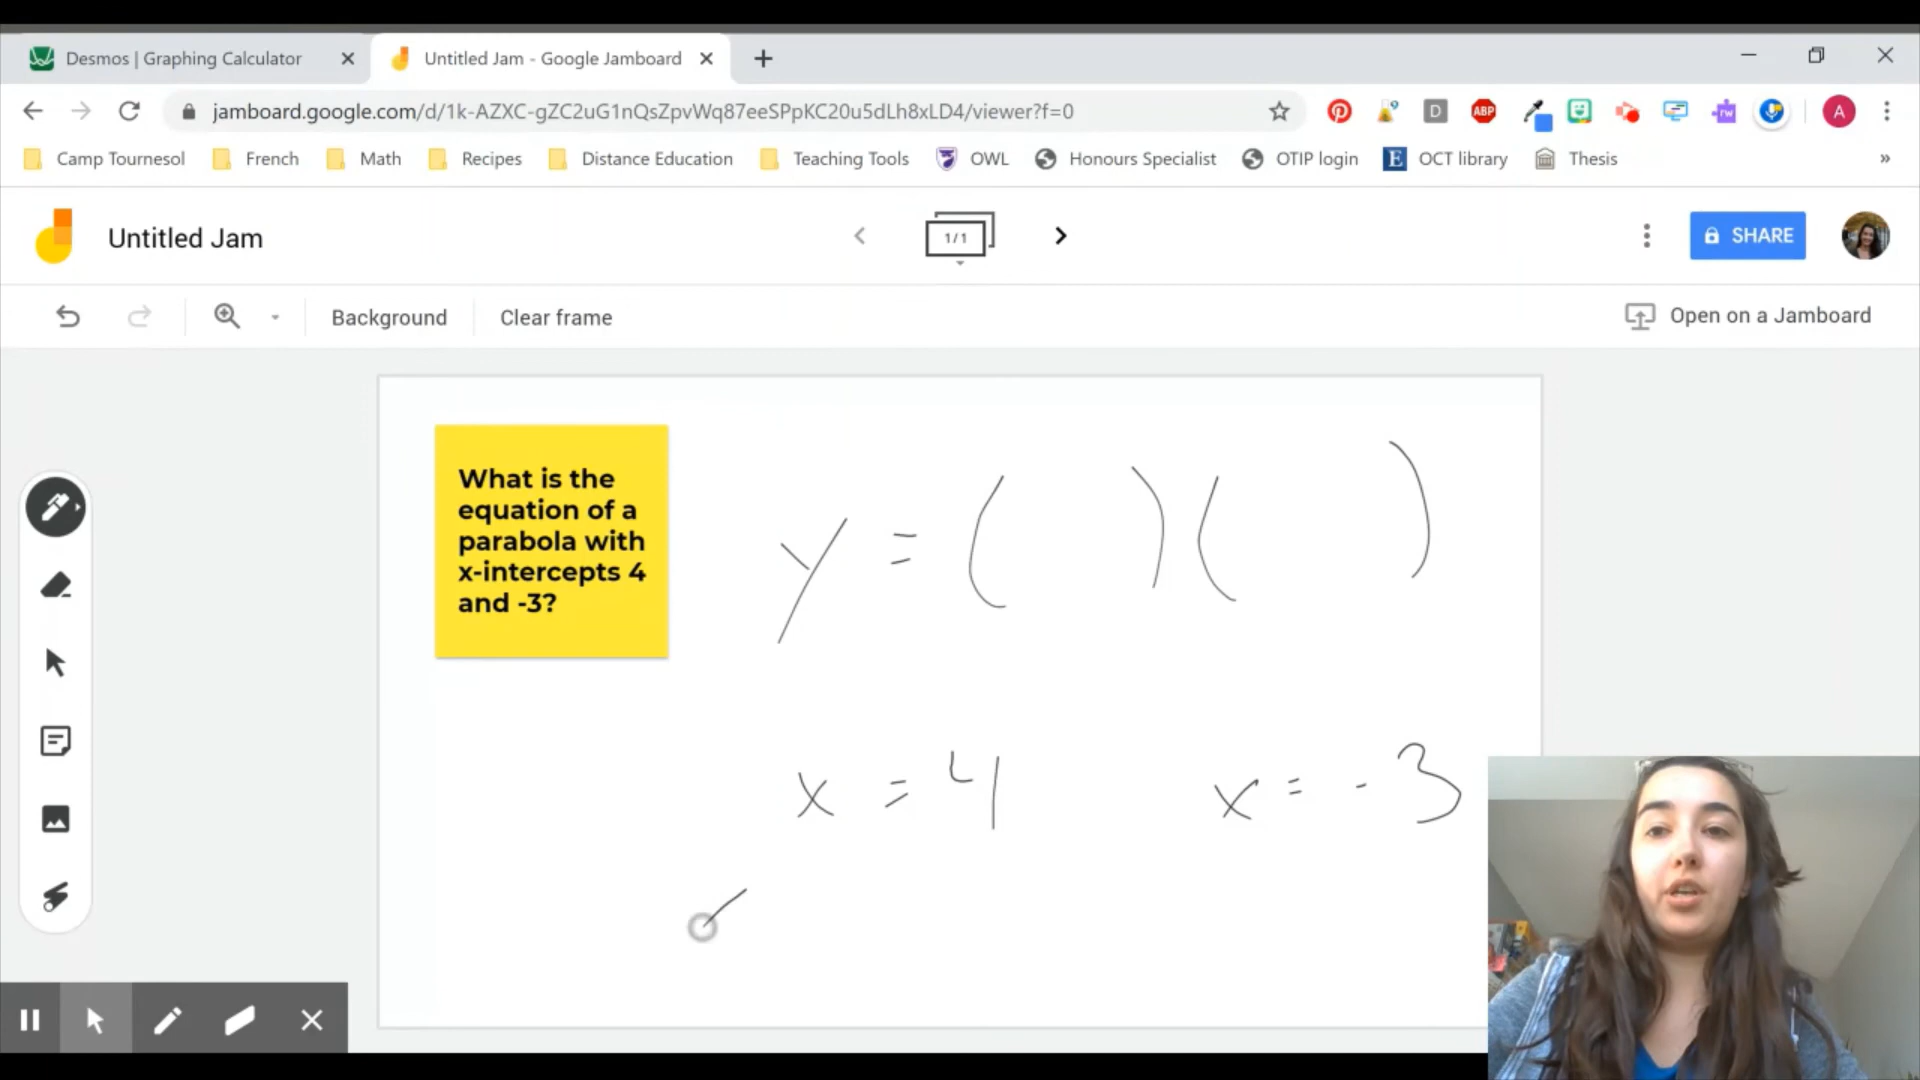 Desmos | Graphing Calculator
Untitled Jam - Google Jamboard
jamboard.google.com/d/1k-AZXC-gZC2uG1nQsZpvWq87eeSPpKC20u5dLh8xLD4/viewer?f=0
D
ABP
rw
A
Camp Tournesol French Math Recipes Distance Education Teaching Tools OWL Honours Specialist OTIP login E OCT library Thesis »
Untitled Jam
1/1
SHARE
Background Clear frame
Open on a Jamboard
What is the
equation of a
parabola with
x-intercepts 4
and -3?
y = ( ) ( )
x = 4 x = -3